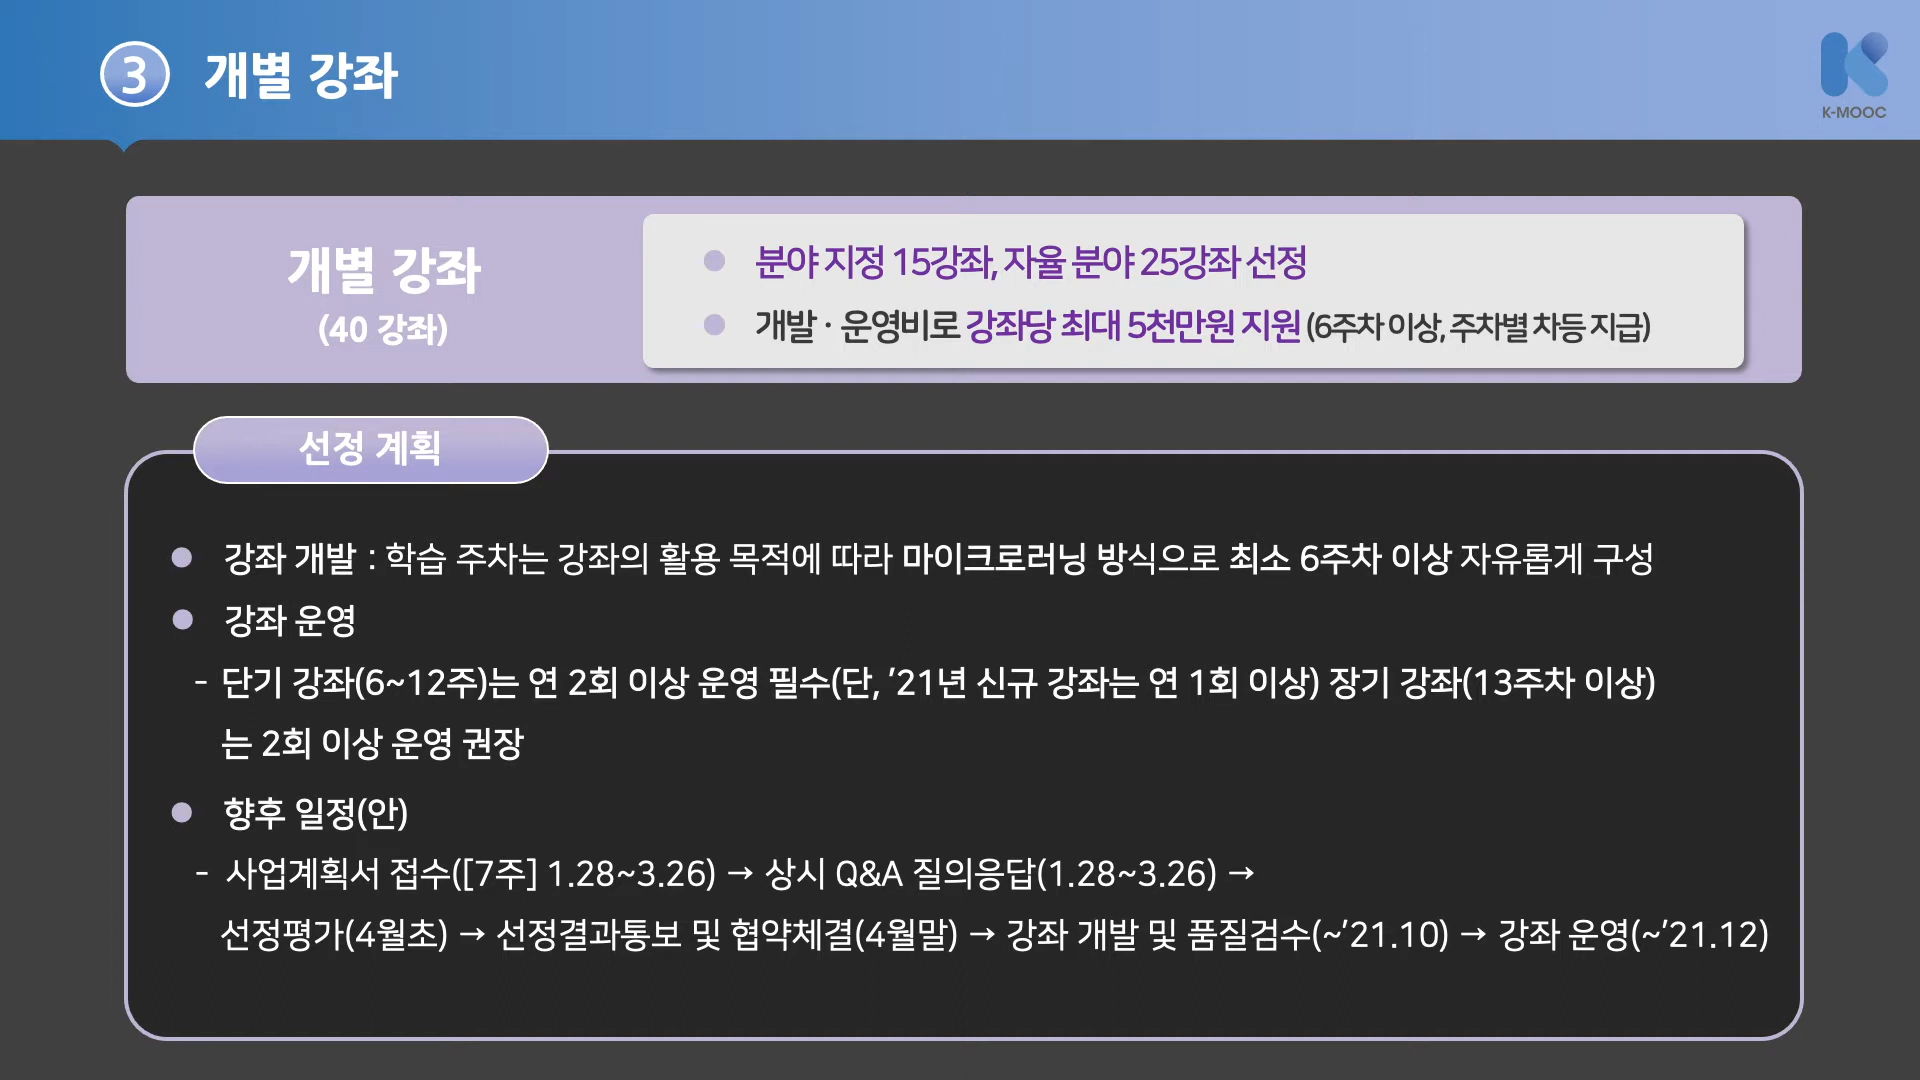 3 개별 강좌
K-MOOC
개별 강좌
(40 강좌)
분야 지정 15강좌, 자율 분야 25강좌 선정
개발 · 운영비로 강좌당 최대 5천만원 지원 (6주차 이상, 주차별 차등 지급)
선정 계획
강좌 개발 : 학습 주차는 강좌의 활용 목적에 따라 마이크로러닝 방식으로 최소 6주차 이상 자유롭게 구성
강좌 운영
- 단기 강좌(6~12주)는 연 2회 이상 운영 필수(단, ’21년 신규 강좌는 연 1회 이상) 장기 강좌(13주차 이상)
는 2회 이상 운영 권장
향후 일정(안)
- 사업계획서 접수([7주] 1.28~3.26) → 상시 Q&A 질의응답(1.28~3.26) →
선정평가(4월초) → 선정결과통보 및 협약체결(4월말) → 강좌 개발 및 품질검수(~’21.10) → 강좌 운영(~’21.12)